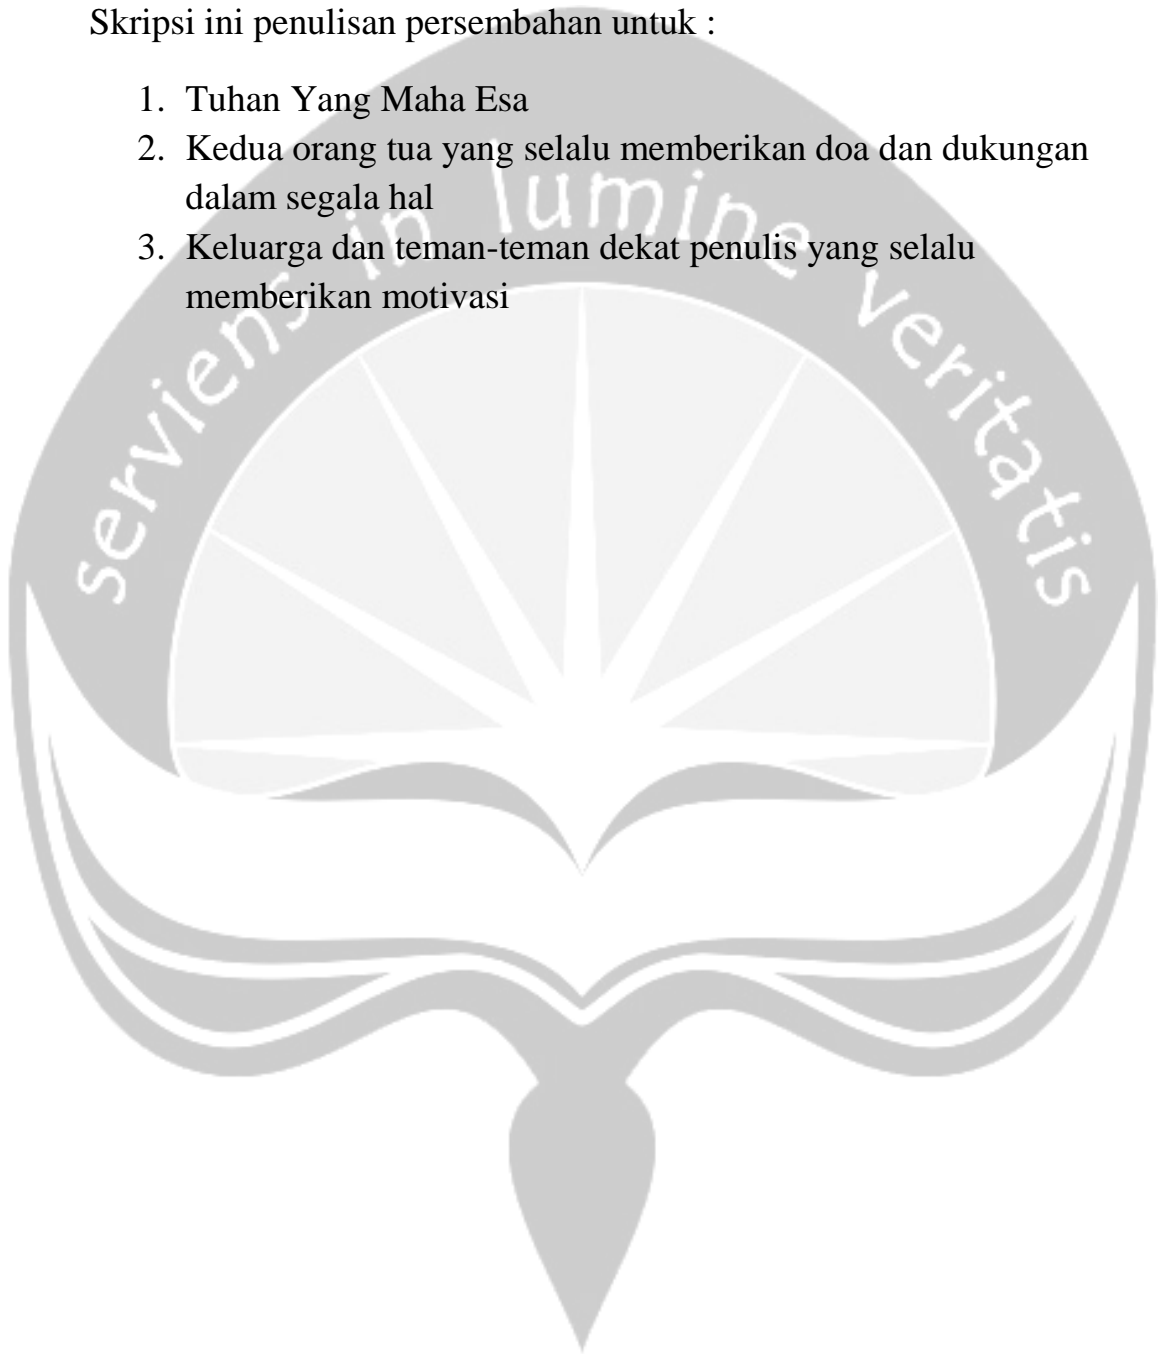 Skripsi ini penulisan persembahan untuk :
1. Tuhan Yang Maha Esa
2. Kedua orang tua yang selalu memberikan doa dan dukungan
dalam segala hal
3. Keluarga dan teman-teman dekat penulis yang selalu
memberikan motivasi
serviens in lumine veritatis